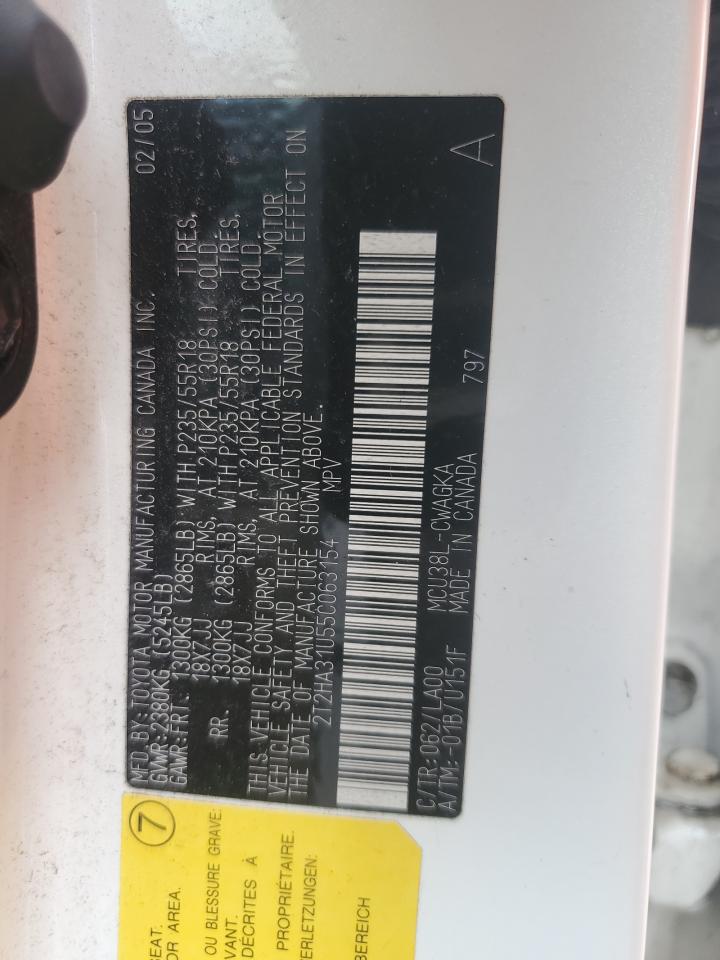 MFD BY:TOYOTA MOTOR MANUFACTURING CANADA INC. 02/05
GVWR:2380KG (5245LB)
GAWR:FRT. 1300KG (2865LB) WITH P235/55R18 TIRES,
18X7JJ RIMS, AT 210KPA (30PSI) COLD.
RR. 1300KG (2865LB) WITH P235/55R18 TIRES,
18X7JJ RIMS, AT 210KPA (30PSI) COLD.
THIS VEHICLE CONFORMS TO ALL APPLICABLE FEDERAL MOTOR
VEHICLE SAFETY AND THEFT PREVENTION STANDARDS IN EFFECT ON
THE DATE OF MANUFACTURE SHOWN ABOVE.
2T2HA31U55C063154 MPV
C/TR:062/LA00 MCU38L-CWAGKA
A/TM:-01B/U151F MADE IN CANADA 797 A
7
SEAT.
OR AREA.
OU BLESSURE GRAVE:
VANT.
DÉCRITES À
PROPRIÉTAIRE.
ERLETZUNGEN:
BEREICH